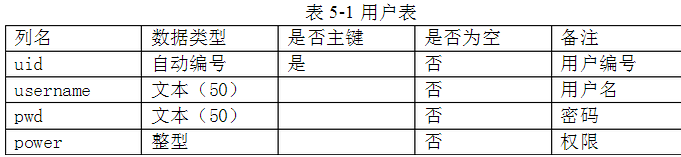 表 5-1 用户表
列名 数据类型 是否主键 是否为空 备注
uid 自动编号 是 否 用户编号
username 文本（50） 否 用户名
pwd 文本（50） 否 密码
power 整型 否 权限